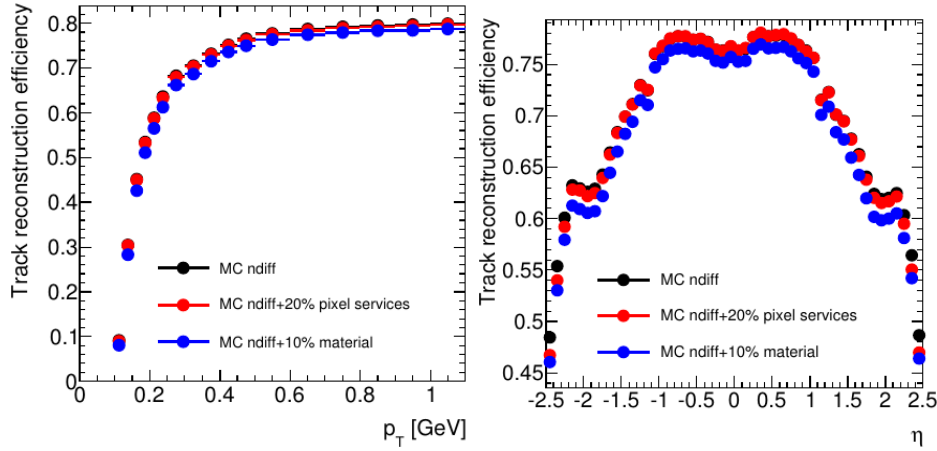 Track reconstruction efficiency
0.8
0.7
0.6
0.5
0.4
0.3
0.2
0.1
0
MC ndiff
MC ndiff+20% pixel services
MC ndiff+10% material
0 0.2 0.4 0.6 0.8 1
p_T [GeV]
Track reconstruction efficiency
0.75
0.7
0.65
0.6
0.55
0.5
0.45
MC ndiff
MC ndiff+20% pixel services
MC ndiff+10% material
-2.5 -2 -1.5 -1 -0.5 0 0.5 1 1.5 2 2.5
η